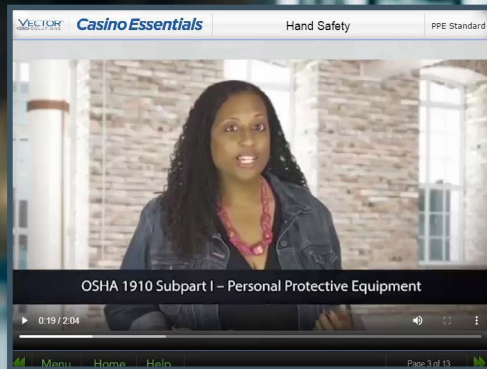 VECTOR SOLUTIONS Casino Essentials Hand Safety PPE Standard
OSHA 1910 Subpart I – Personal Protective Equipment
0:19 / 2:04
Menu Home Help Page 3 of 13